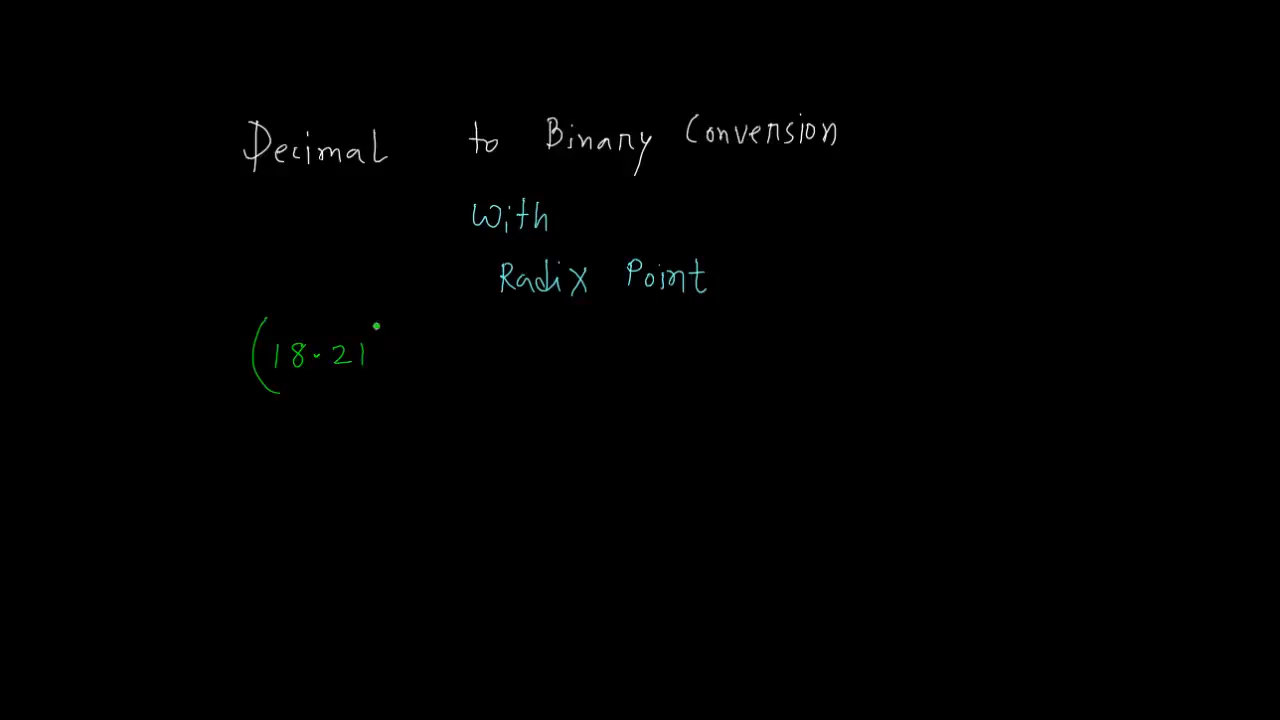 Decimal to Binary Conversion
With
Radix Point
(18.21